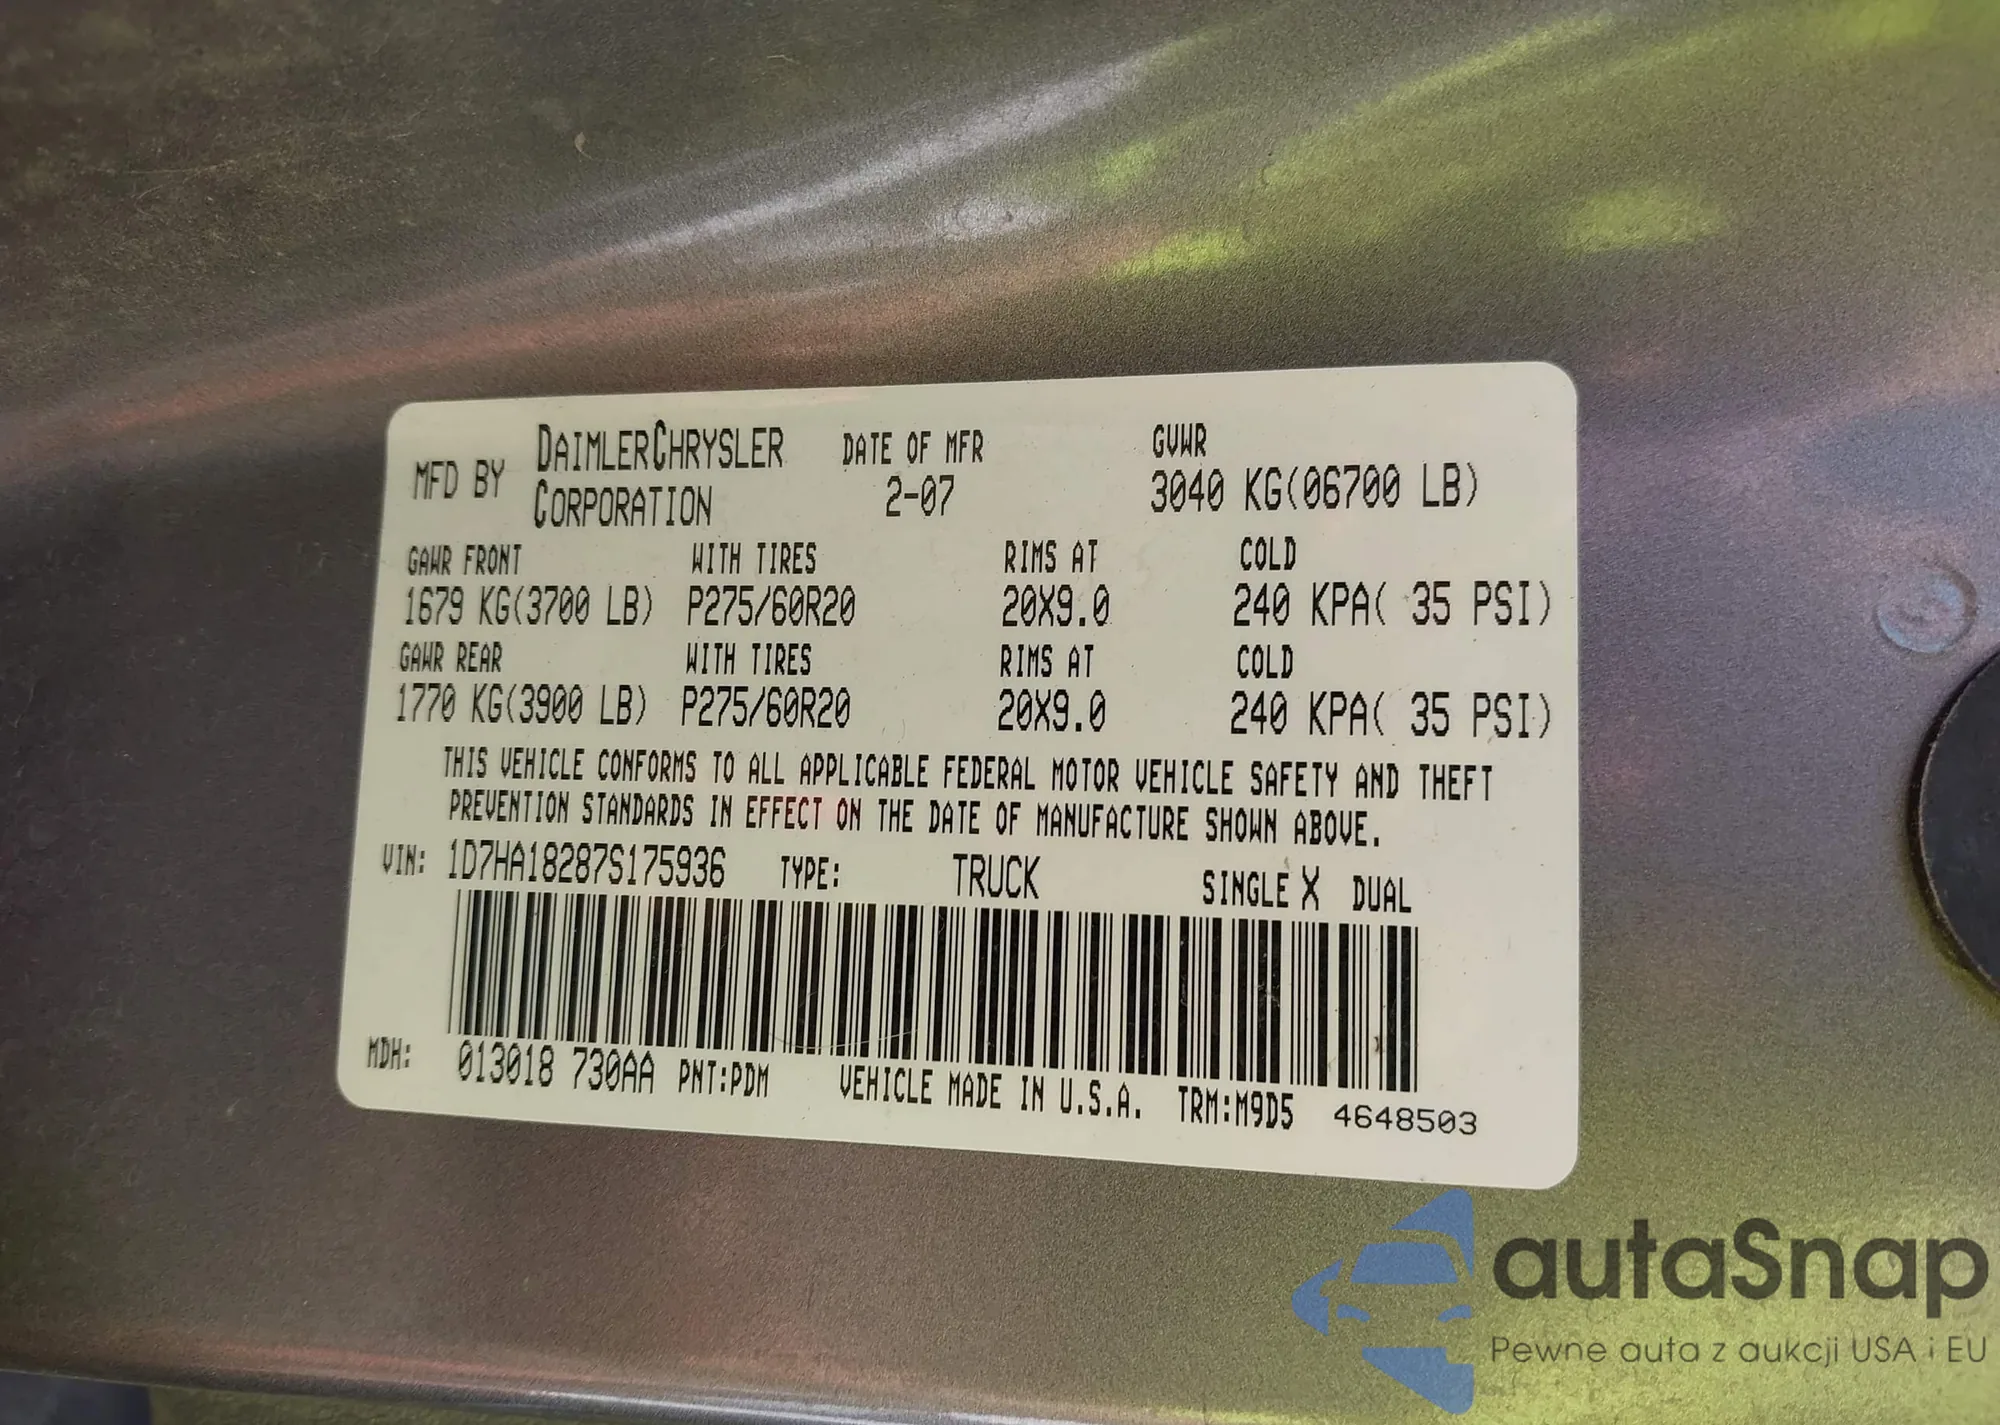 MFD BY DAIMLERCHRYSLER CORPORATION DATE OF MFR 2-07 GVWR 3040 KG(06700 LB)
GAWR FRONT WITH TIRES RIMS AT COLD
1679 KG(3700 LB) P275/60R20 20X9.0 240 KPA( 35 PSI)
GAWR REAR WITH TIRES RIMS AT COLD
1770 KG(3900 LB) P275/60R20 20X9.0 240 KPA( 35 PSI)
THIS VEHICLE CONFORMS TO ALL APPLICABLE FEDERAL MOTOR VEHICLE SAFETY AND THEFT
PREVENTION STANDARDS IN EFFECT ON THE DATE OF MANUFACTURE SHOWN ABOVE.
VIN: 1D7HA18287S175936 TYPE: TRUCK SINGLE X DUAL
MDH: 013018 730AA PNT:PDM VEHICLE MADE IN U.S.A. TRM:M9D5 4648503
autaSnap
Pewne auta z aukcji USA i EU